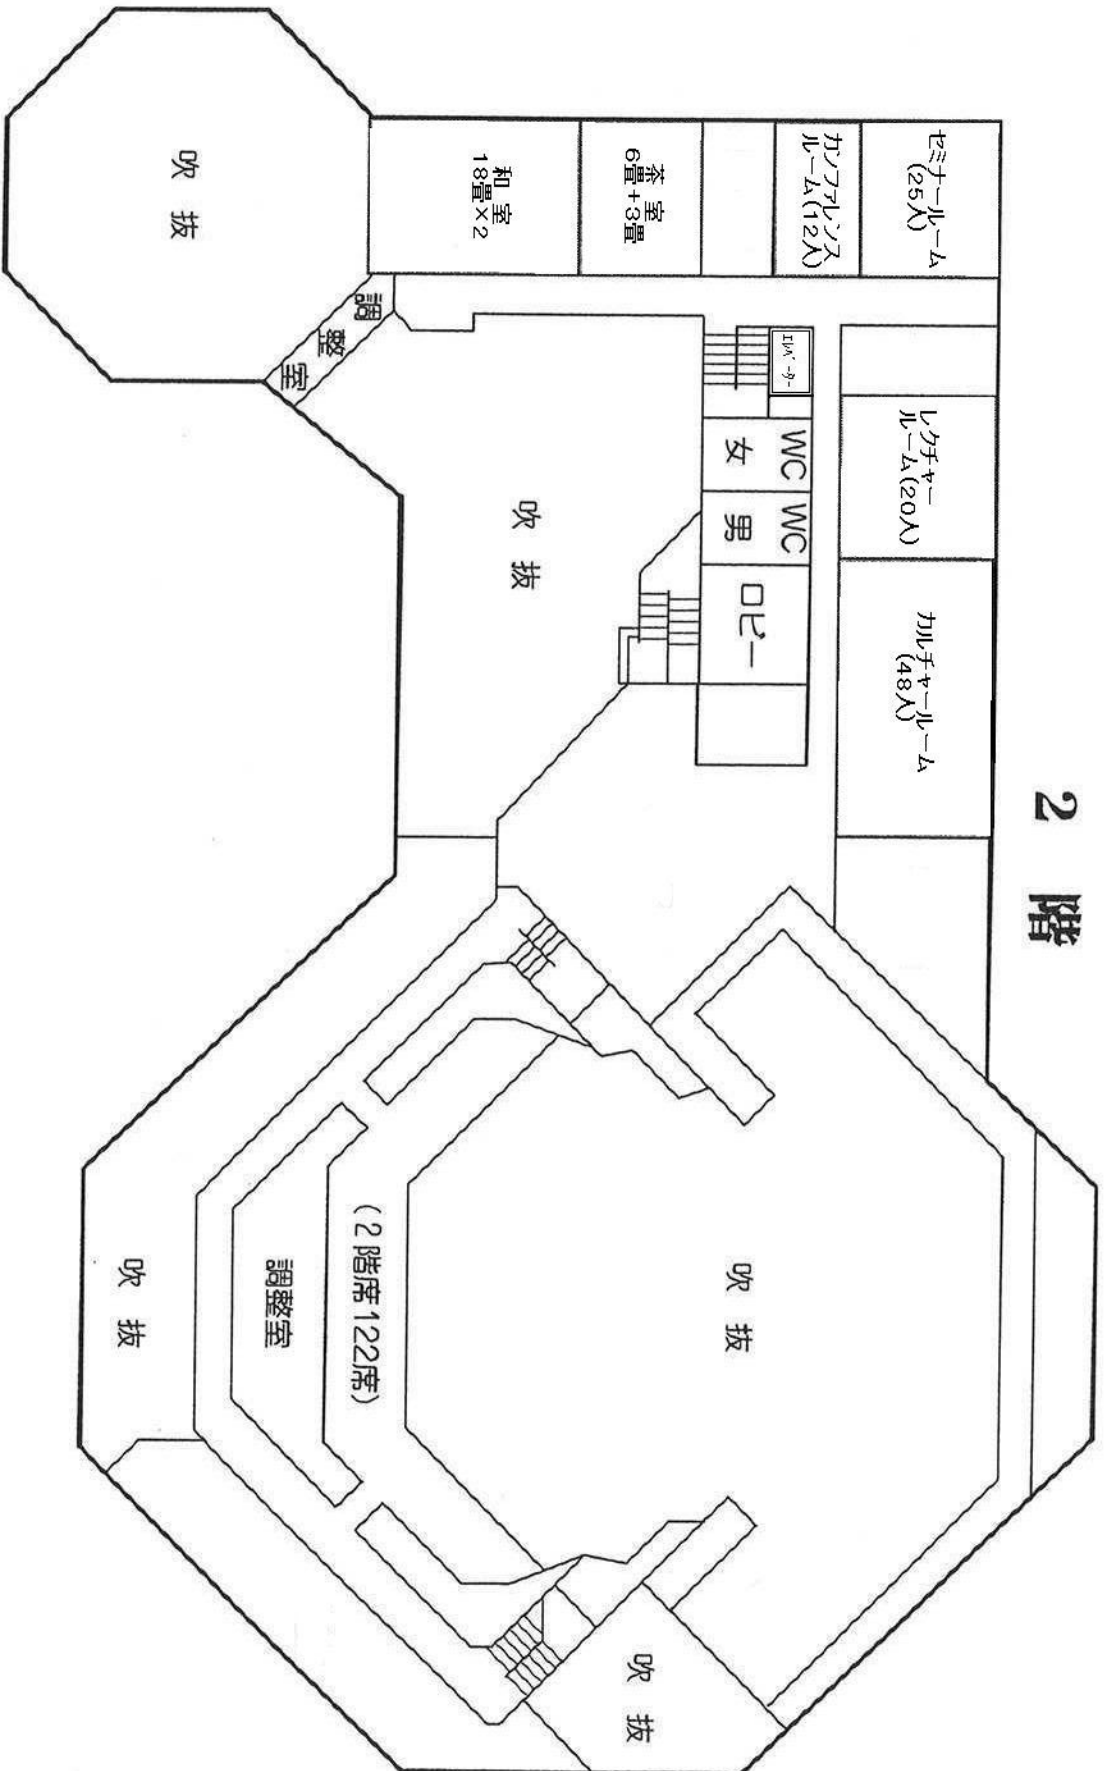 2 階
セミナールーム
(25人)
カンファレンス
ルーム(12人)
茶 室
6畳+3畳
和 室
18畳×2
吹 抜
調 整 室
エレベーター
WC
女
WC
男
ロビー
レクチャー
ルーム(20人)
カルチャールーム
(48人)
吹 抜
吹 抜
(2階席122席)
調整室
吹 抜
吹 抜